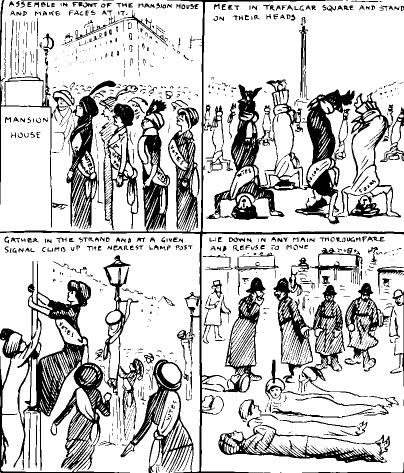 ASSEMBLE IN FRONT OF THE MANSION HOUSE
AND MAKE FACES AT IT.
MANSION
HOUSE
MEET IN TRAFALGAR SQUARE AND STAND
ON THEIR HEADS
GATHER IN THE STRAND AND AT A GIVEN
SIGNAL CLIMB UP THE NEAREST LAMP POST
LIE DOWN IN ANY MAIN THOROUGHFARE
AND REFUSE TO MOVE